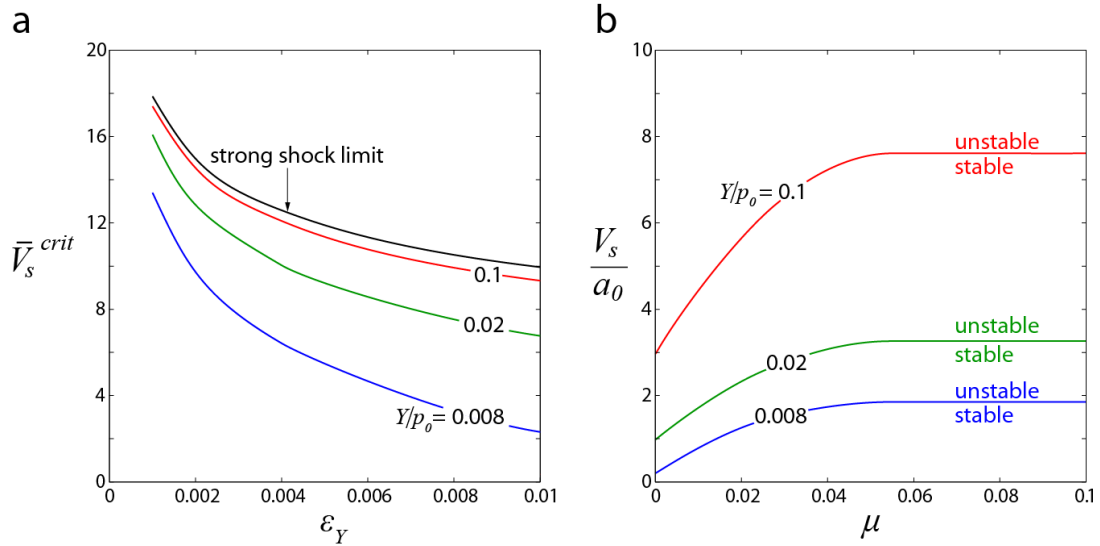 a
20
16
12
8
4
0
V̄s crit
strong shock limit
0.1
0.02
Y/p0= 0.008
0
0.002
0.004
0.006
0.008
0.01
εY
b
10
8
6
4
2
0
Vs
a0
unstable
stable
Y/p0= 0.1
unstable
stable
0.02
unstable
stable
0.008
0
0.02
0.04
0.06
0.08
0.1
μ